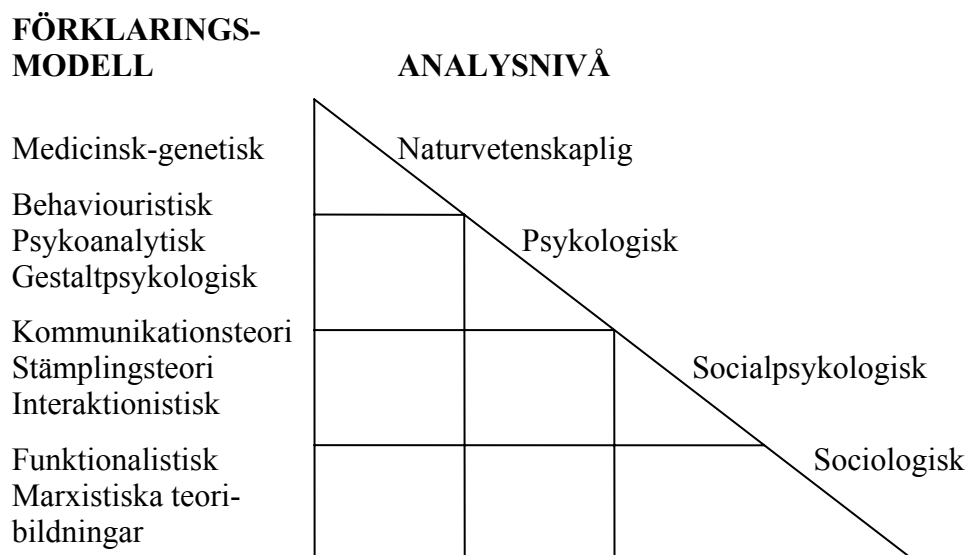 FÖRKLARINGS-
MODELL
ANALYSNIVÅ
Medicinsk-genetisk
Naturvetenskaplig
Behaviouristisk
Psykoanalytisk
Psykologisk
Gestaltpsykologisk
Kommunikationsteori
Stämplingsteori
Socialpsykologisk
Interaktionistisk
Funktionalistisk
Sociologisk
Marxistiska teori-
bildningar